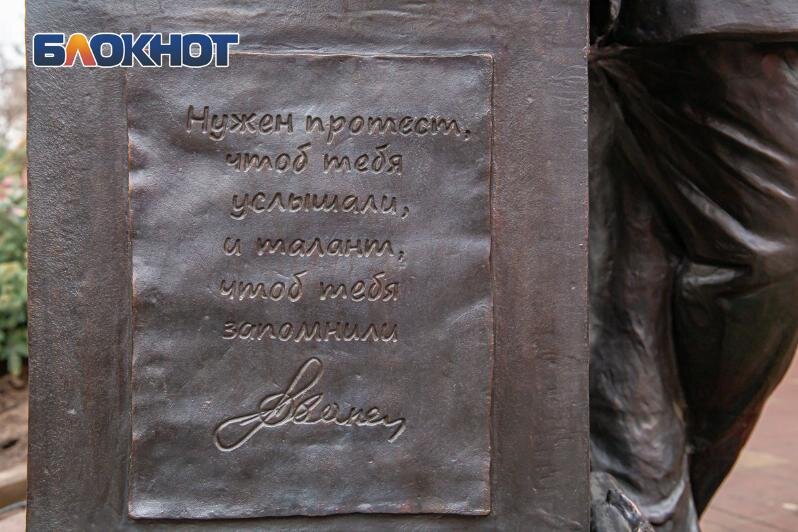 БЛОКНОТ
Нужен протест,
чтоб тебя
услышали,
и талант,
чтоб тебя
запомнили